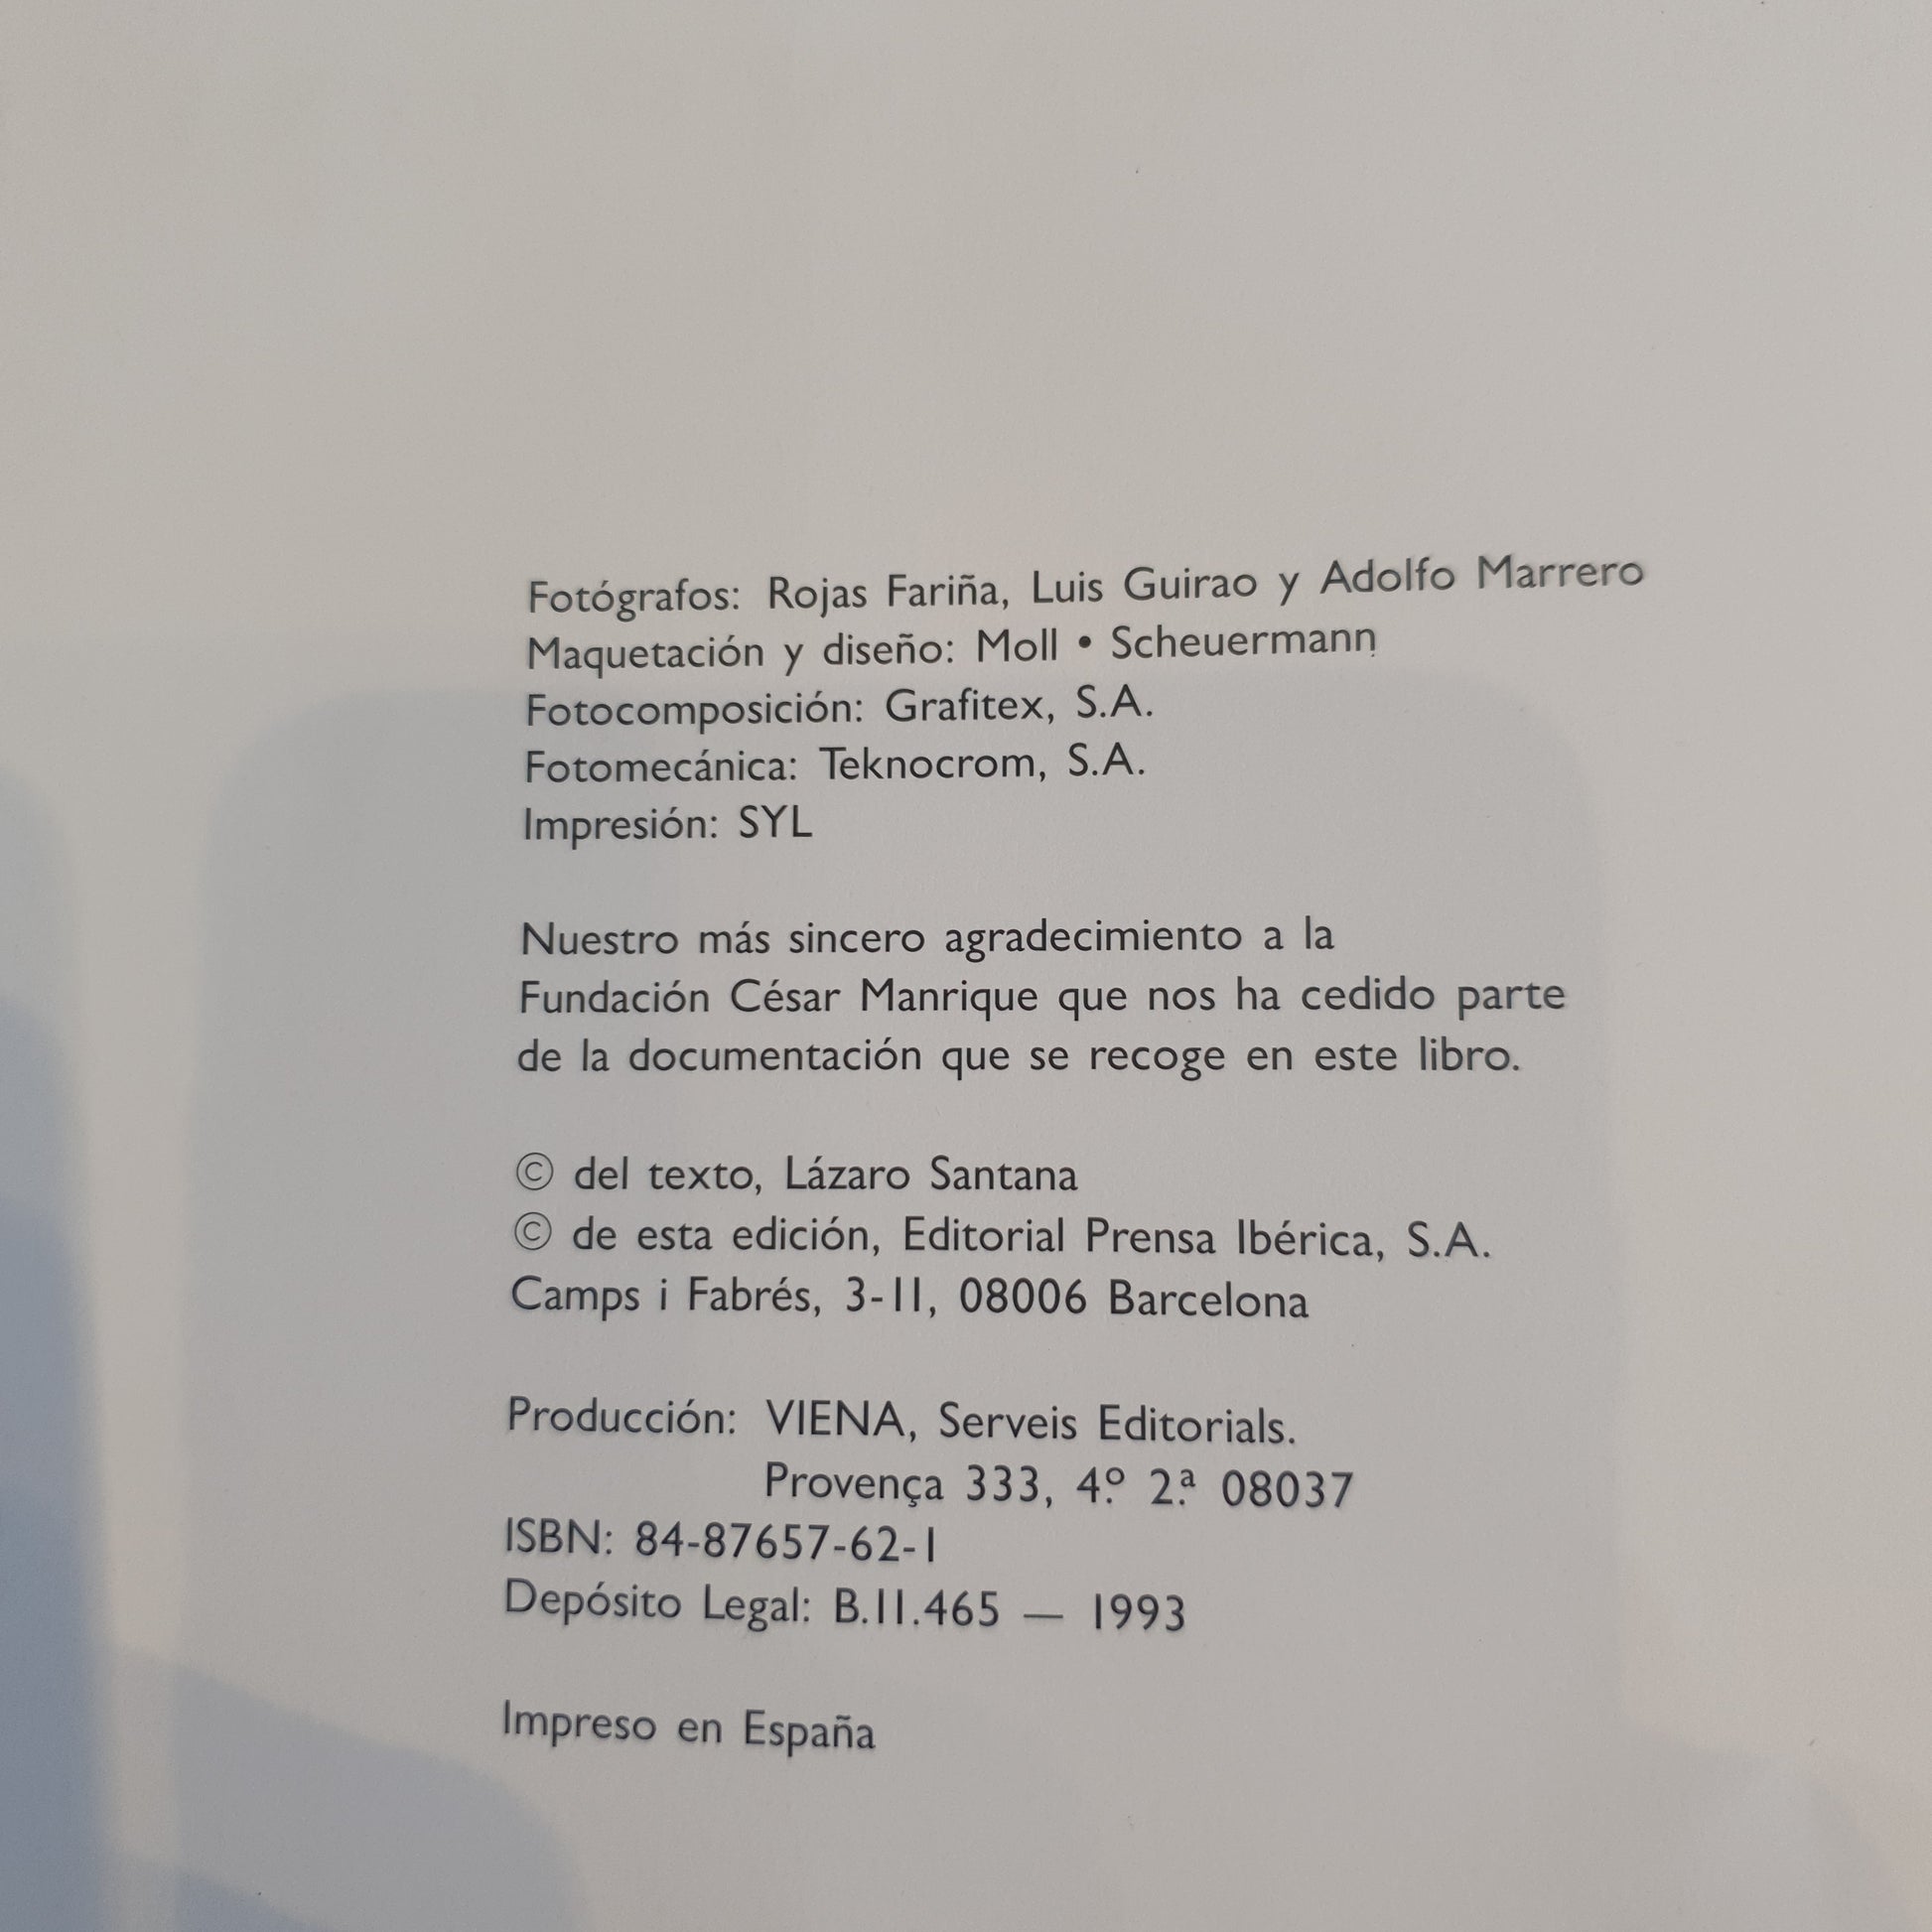 Fotógrafos: Rojas Fariña, Luis Guirao y Adolfo Marrero
Maquetación y diseño: Moll • Scheuermann
Fotocomposición: Grafitex, S.A.
Fotomecánica: Teknocrom, S.A.
Impresión: SYL
Nuestro más sincero agradecimiento a la
Fundación César Manrique que nos ha cedido parte
de la documentación que se recoge en este libro.
© del texto, Lázaro Santana
© de esta edición, Editorial Prensa Ibérica, S.A.
Camps i Fabrés, 3-11, 08006 Barcelona
Producción: VIENA, Serveis Editorials.
Provença 333, 4.º 2.ª 08037
ISBN: 84-87657-62-1
Depósito Legal: B.11.465 — 1993
Impreso en España